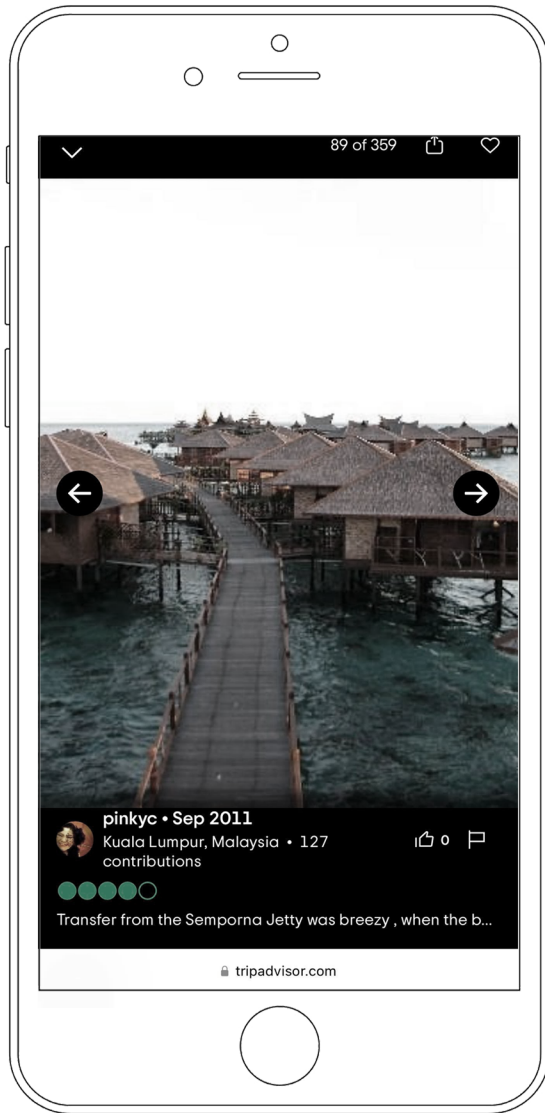 89 of 359
pinkyc • Sep 2011
Kuala Lumpur, Malaysia • 127
contributions
0
Transfer from the Semporna Jetty was breezy , when the b...
tripadvisor.com